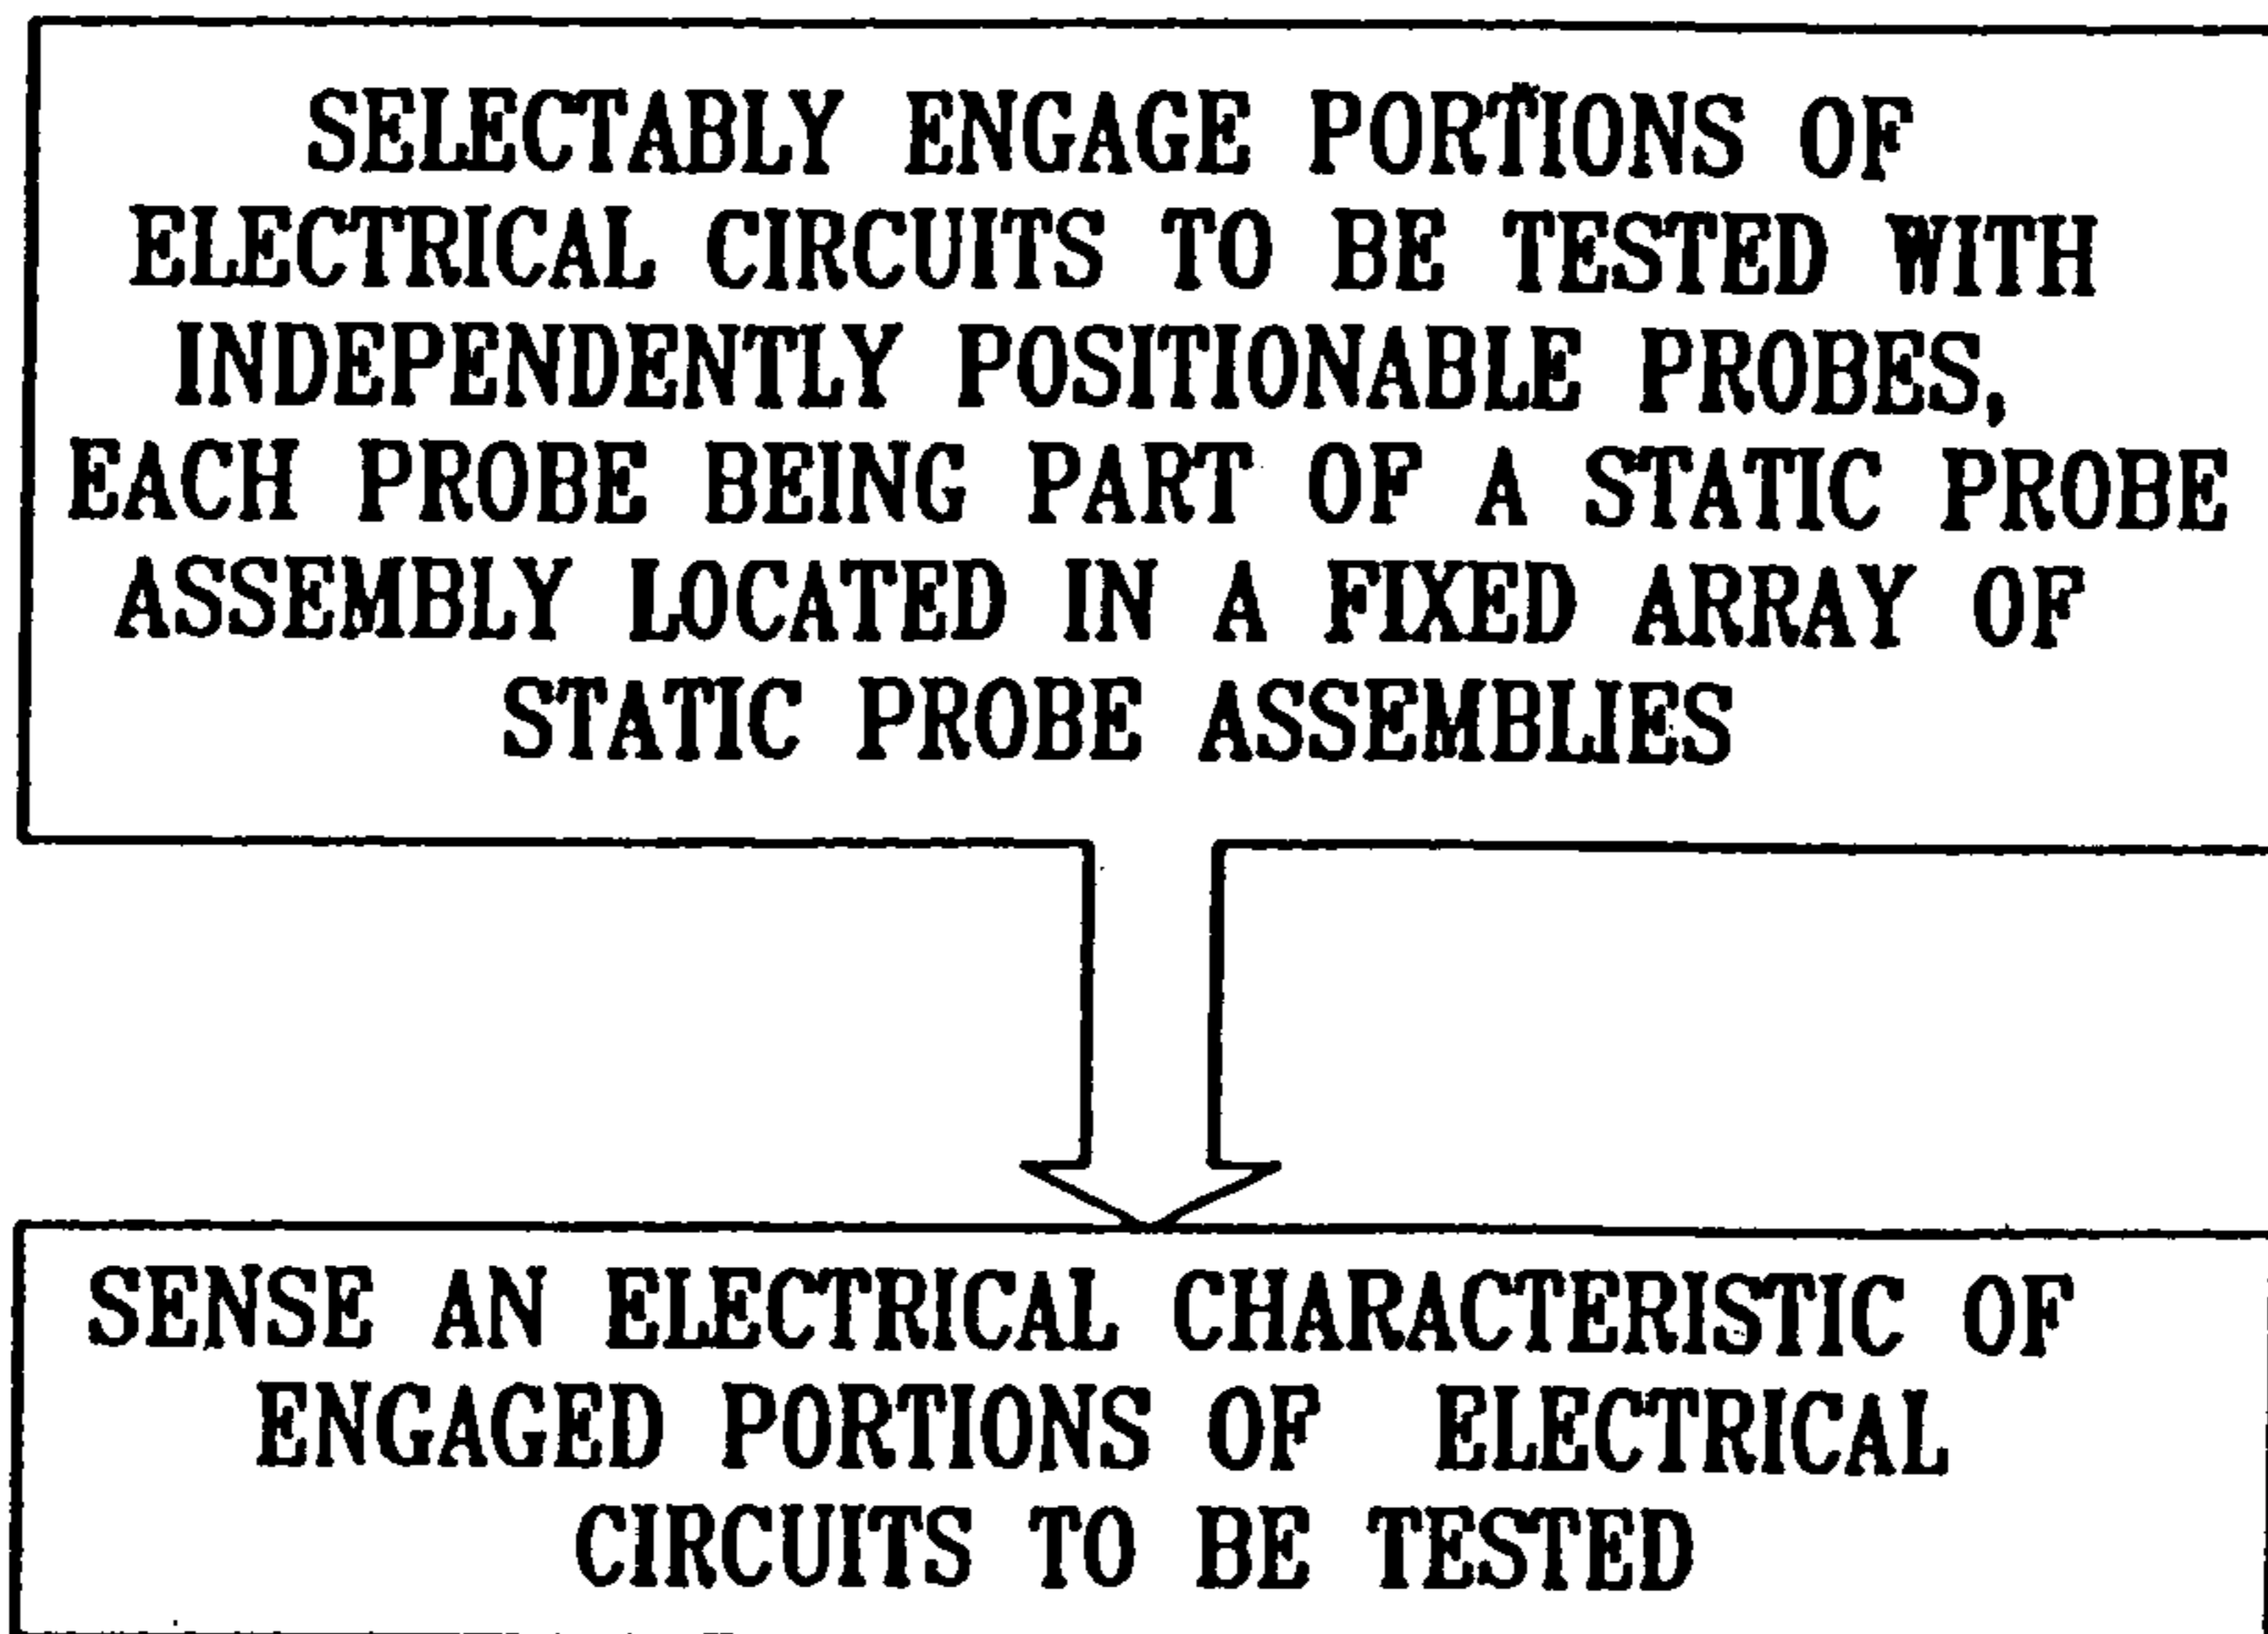 SELECTABLY ENGAGE PORTIONS OF
ELECTRICAL CIRCUITS TO BE TESTED WITH
INDEPENDENTLY POSITIONABLE PROBES,
EACH PROBE BEING PART OF A STATIC PROBE
ASSEMBLY LOCATED IN A FIXED ARRAY OF
STATIC PROBE ASSEMBLIES
SENSE AN ELECTRICAL CHARACTERISTIC OF
ENGAGED PORTIONS OF ELECTRICAL
CIRCUITS TO BE TESTED